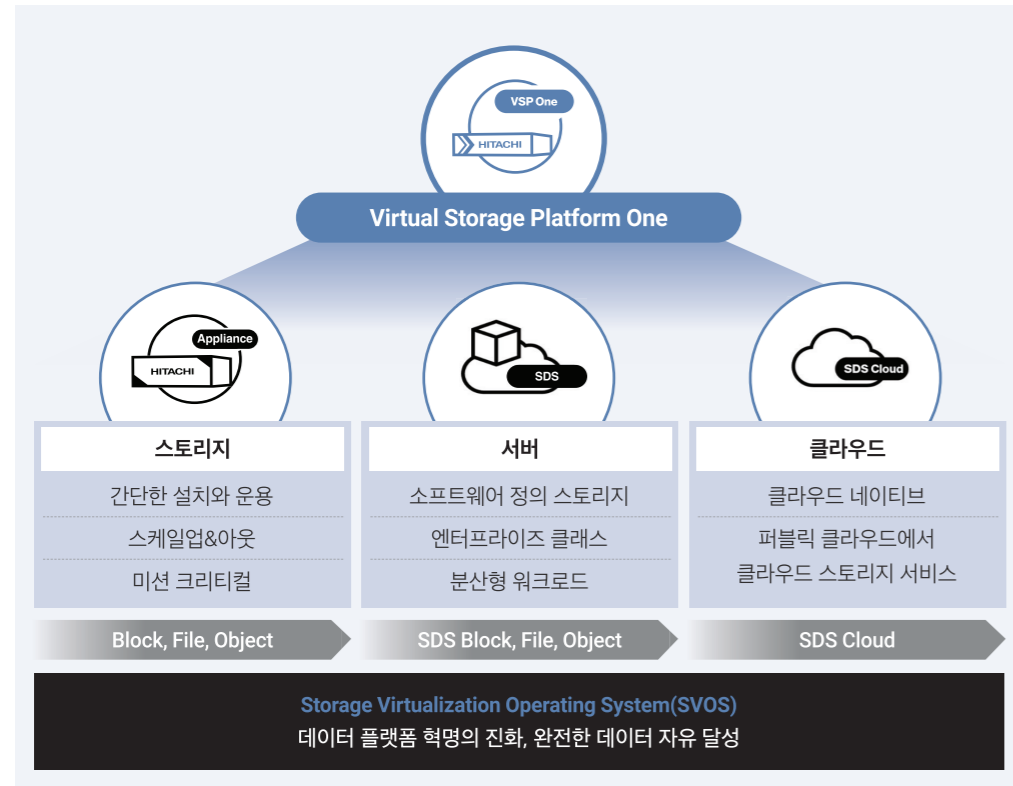 VSP One
HITACHI
Virtual Storage Platform One
Appliance
HITACHI
SDS
SDS Cloud
스토리지
간단한 설치와 운용
스케일업&아웃
미션 크리티컬
서버
소프트웨어 정의 스토리지
엔터프라이즈 클래스
분산형 워크로드
클라우드
클라우드 네이티브
퍼블릭 클라우드에서
클라우드 스토리지 서비스
Block, File, Object
SDS Block, File, Object
SDS Cloud
Storage Virtualization Operating System(SVOS)
데이터 플랫폼 혁명의 진화, 완전한 데이터 자유 달성